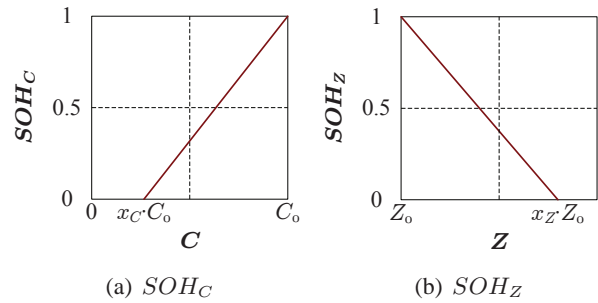 1
0.5
0
SOH_C
0
x_C·C_o
C_o
C
(a) SOH_C
1
0.5
0
SOH_Z
Z_o
x_Z·Z_o
Z
(b) SOH_Z